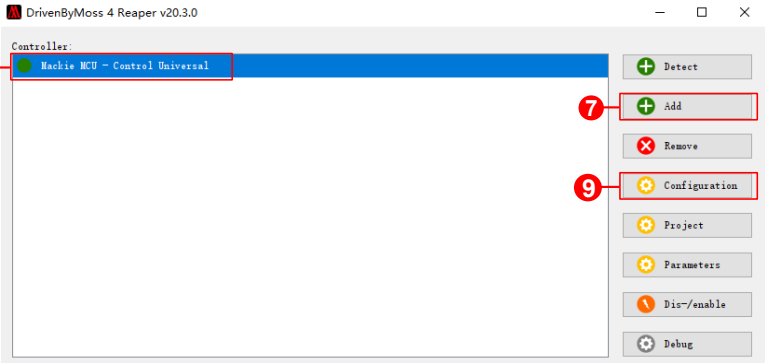 DrivenByMoss 4 Reaper v20.3.0
Controller:
Mackie MCU - Control Universal
Detect
7
Add
Remove
9
Configuration
Project
Parameters
Dis-/enable
Debug